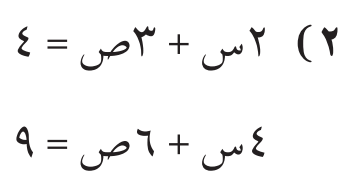 ٢) ٢س + ٣ص = ٤
٤س + ٦ص = ٩